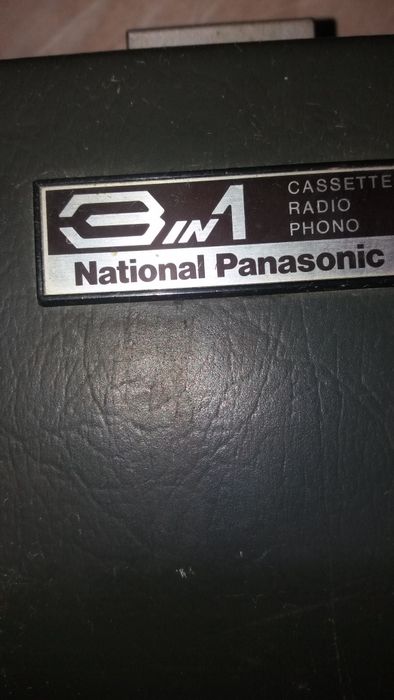 3 IN 1
CASSETTE
RADIO
PHONO
National Panasonic